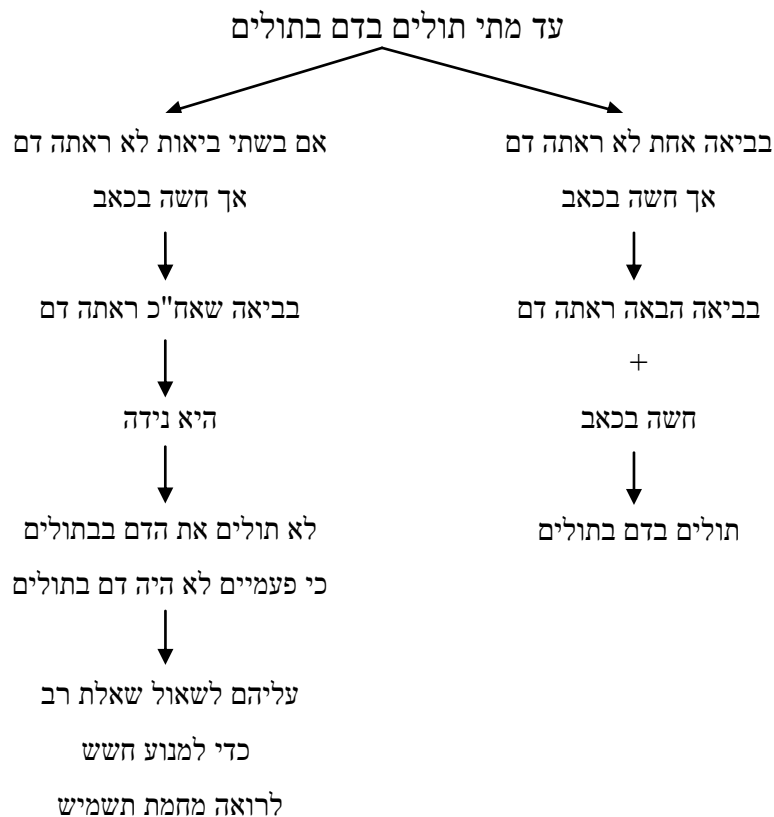 עד מתי תולים בדם בתולים
בביאה אחת לא ראתה דם
אך חשה בכאב
בביאה הבאה ראתה דם
+
חשה בכאב
תולים בדם בתולים
אם בשתי ביאות לא ראתה דם
אך חשה בכאב
בביאה שאח"כ ראתה דם
היא נידה
לא תולים את הדם בבתולים
כי פעמיים לא היה דם בתולים
עליהם לשאול שאלת רב
כדי למנוע חשש
לרואה מחמת תשמיש